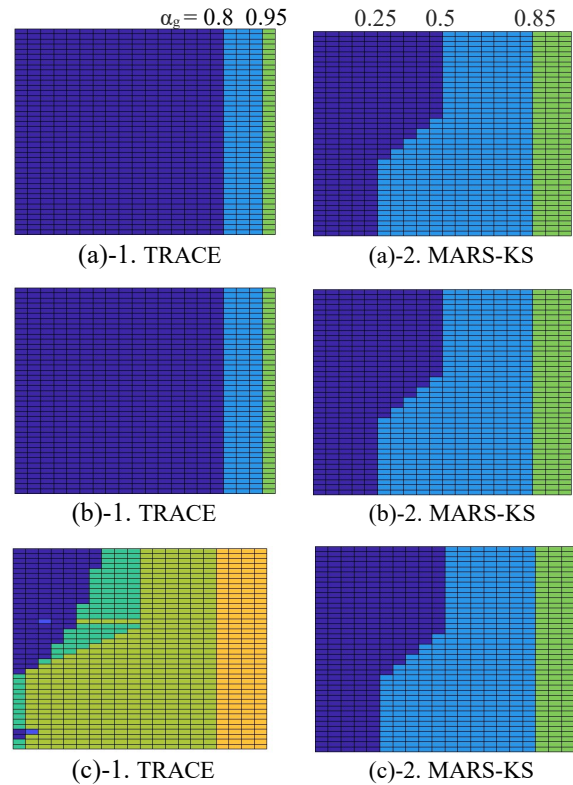 α_g = 0.8 0.95 0.25 0.5 0.85
(a)-1. TRACE (a)-2. MARS-KS
(b)-1. TRACE (b)-2. MARS-KS
(c)-1. TRACE (c)-2. MARS-KS